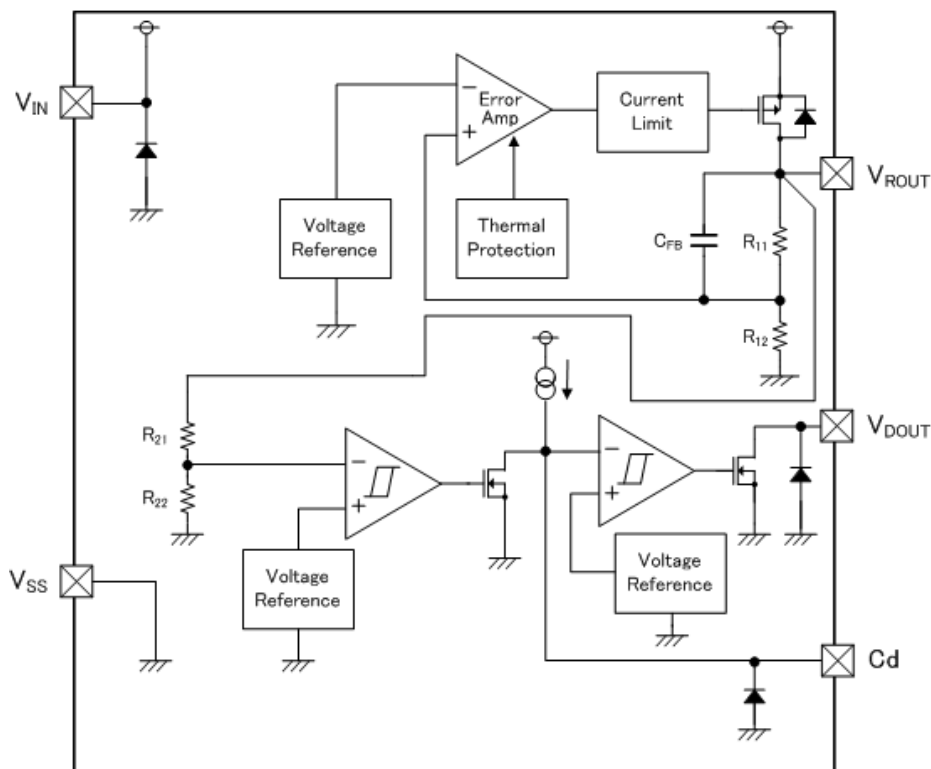 V_IN
−
Error
Amp
+
Current
Limit
V_ROUT
Voltage
Reference
Thermal
Protection
C_FB
R_11
R_12
R_21
R_22
−
+
−
+
V_DOUT
V_SS
Voltage
Reference
Voltage
Reference
Cd